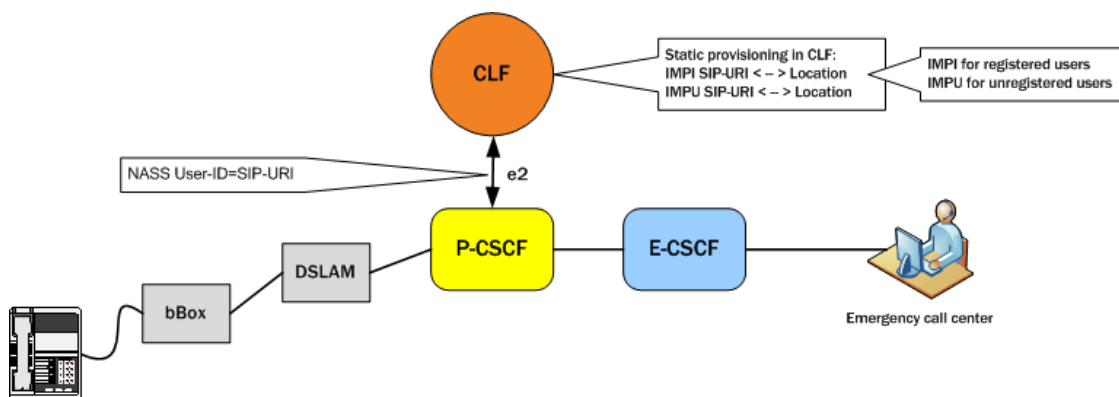 CLF
Static provisioning in CLF:
IMPI SIP-URI < -- > Location
IMPU SIP-URI < -- > Location
IMPI for registered users
IMPU for unregistered users
NASS User-ID=SIP-URI
e2
P-CSCF
E-CSCF
DSLAM
bBox
Emergency call center